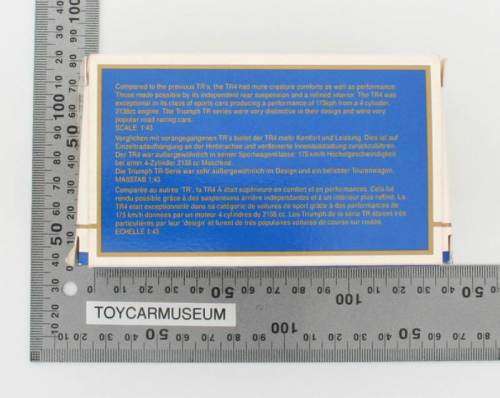 Compared to the previous TR's, the TR4 had more creature comforts as well as performance.
These made possible by its independent rear suspension and a refined interior. The TR4 was
exceptional in its class of sports cars producing a performance of 175kph from a 4-cylinder,
2138cc engine. The Triumph TR series were very distinctive in their design and were very
popular road racing cars.
SCALE: 1:43
Verglichen mit vorangegangenen TR's bietet der TR4 mehr Komfort und Leistung. Dies ist auf
Einzelradaufhängung an der Hinterachse und verfeinerte Innenausstattung zurückzuführen.
Der TR4 war außergewöhnlich in seiner Sportwagenklasse: 175 km/h Höchstgeschwindigkeit
bei einer 4-Zylinder 2138 cc Maschine.
Die Triumph TR-Serie war sehr außergewöhnlich im Design und ein beliebter Tourenwagen.
MASSTAB 1:43
Comparée au autres 'TR', la TR4 A était supérieure en confort et en performances. Cela fut
rendu possible grâce à des suspensions arrière indépendantes et à un intérieur plus raffiné. La
TR4 était exceptionnelle dans sa catégorie de voitures de sport grâce à des performances de
175 km/h données par un moteur 4 cylindres de 2138 cc. Les Triumph de la série TR étaient très
particulières par leur 'design' et furent de très populaires voitures de course sur routes.
ECHELLE 1:43
TOYCARMUSEUM